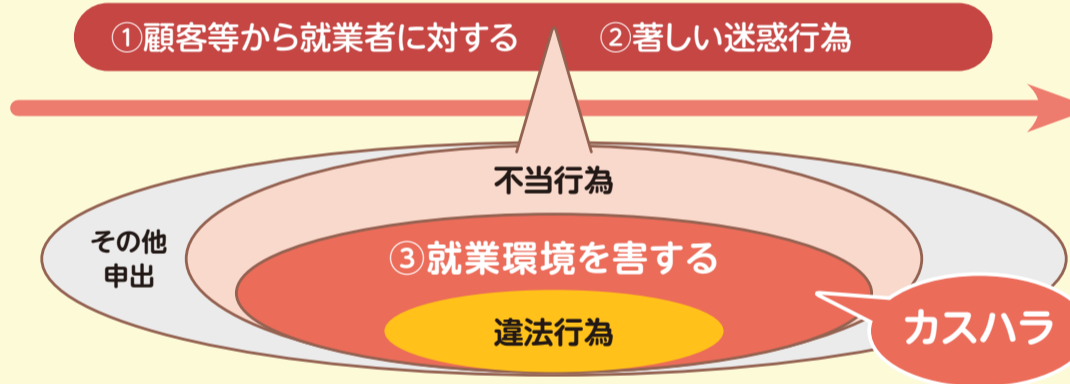 ①顧客等から就業者に対する　②著しい迷惑行為
不当行為
その他
申出
③就業環境を害する
違法行為
カスハラ